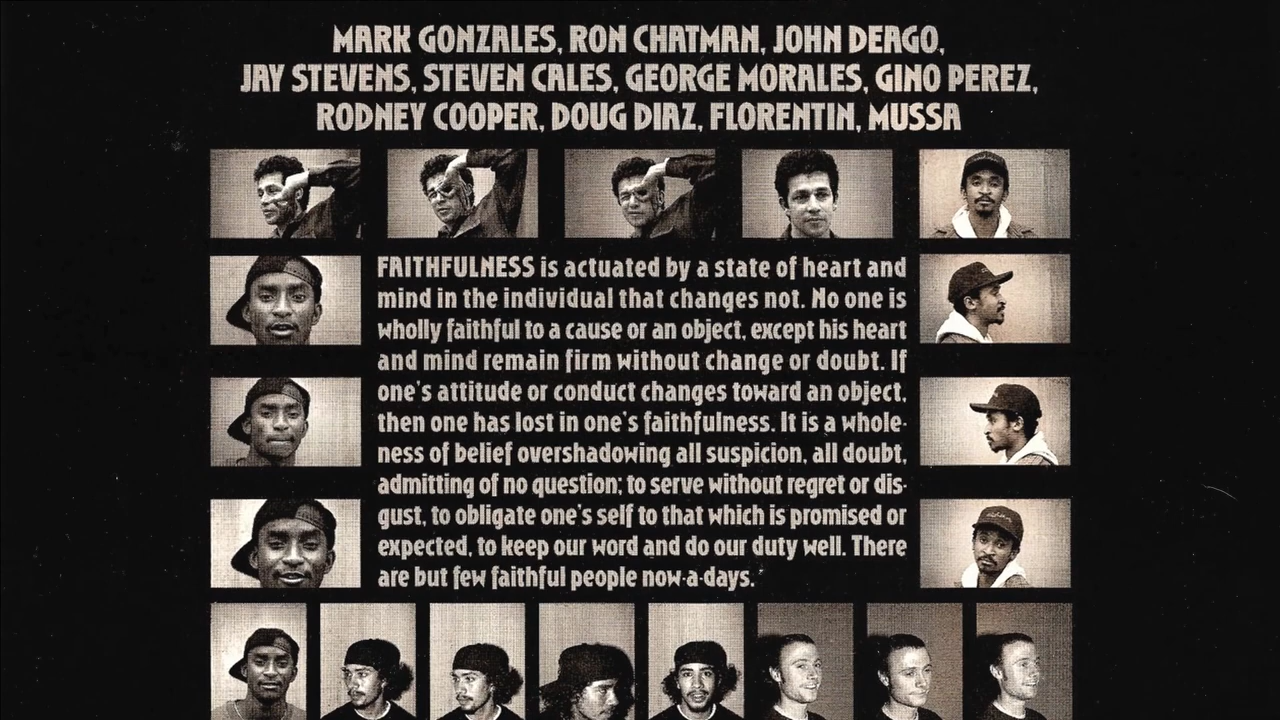 MARK GONZALES, RON CHATMAN, JOHN DEAGO,
JAY STEVENS, STEVEN CALES, GEORGE MORALES, GINO PEREZ,
RODNEY COOPER, DOUG DIAZ, FLORENTIN, MUSSA
FAITHFULNESS is actuated by a state of heart and
mind in the individual that changes not. No one is
wholly faithful to a cause or an object, except his heart
and mind remain firm without change or doubt. If
one's attitude or conduct changes toward an object,
then one has lost in one's faithfulness. It is a whole-
ness of belief overshadowing all suspicion, all doubt,
admitting of no question; to serve without regret or dis-
gust, to obligate one's self to that which is promised or
expected, to keep our word and do our duty well. There
are but few faithful people now-a-days.